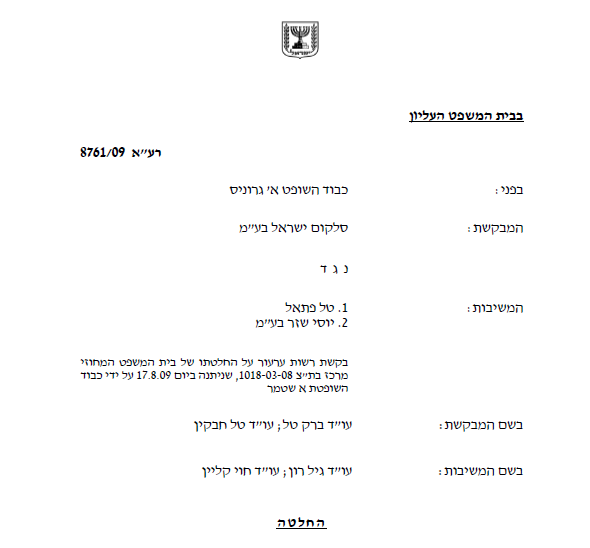 בבית המשפט העליון
רע״א 8761/09
בפני: כבוד השופט א' גרוניס
המבקשת: סלקום ישראל בע״מ
נ ג ד
המשיבות: 1. טל פתאל
2. יוסי שזר בע״מ
בקשת רשות ערעור על החלטתו של בית המשפט המחוזי
מרכז בת״צ 1018-03-08, שניתנה ביום 17.8.09 על ידי כבוד
השופטת א שטמר
בשם המבקשת: עו״ד ברק טל; עו״ד טל חבקין
בשם המשיבות: עו״ד גיל רון; עו״ד חוי קליין
החלטה